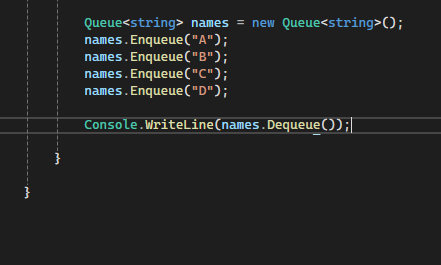 Queue<string> names = new Queue<string>();
names.Enqueue("A");
names.Enqueue("B");
names.Enqueue("C");
names.Enqueue("D");
Console.WriteLine(names.Dequeue());
}
}